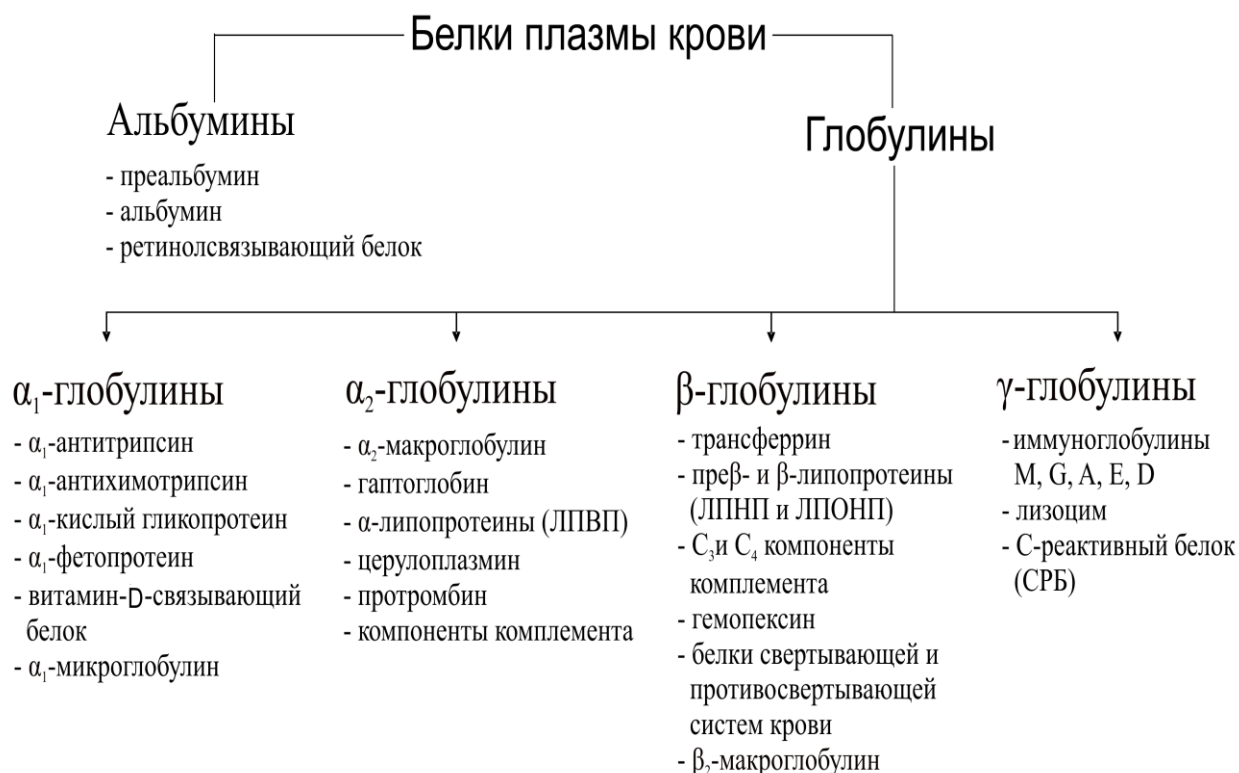 Белки плазмы крови
Альбумины
- преальбумин
- альбумин
- ретинолсвязывающий белок
Глобулины
α₁-глобулины
- α₁-антитрипсин
- α₁-антихимотрипсин
- α₁-кислый гликопротеин
- α₁-фетопротеин
- витамин-D-связывающий
белок
- α₁-микроглобулин
α₂-глобулины
- α₂-макроглобулин
- гаптоглобин
- α-липопротеины (ЛПВП)
- церулоплазмин
- протромбин
- компоненты комплемента
β-глобулины
- трансферрин
- преβ- и β-липопротеины
(ЛПНП и ЛПОНП)
- С₃и С₄ компоненты
комплемента
- гемопексин
- белки свертывающей и
противосвертывающей
систем крови
- β₂-макроглобулин
γ-глобулины
- иммуноглобулины
M, G, A, E, D
- лизоцим
- С-реактивный белок
(СРБ)